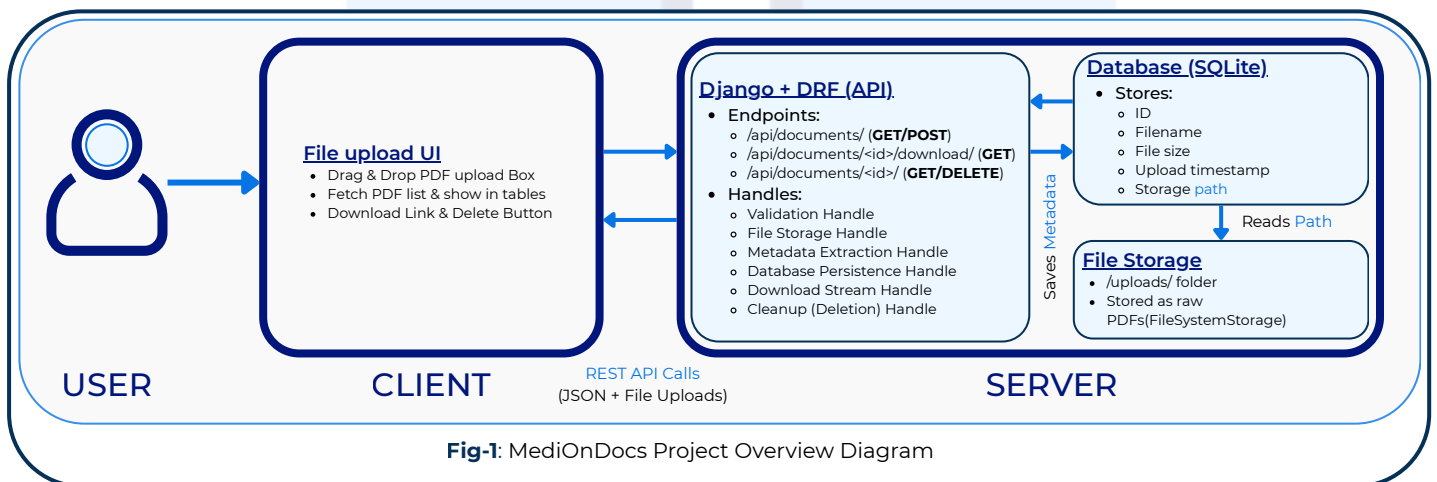 File upload UI
Drag & Drop PDF upload Box
Fetch PDF list & show in tables
Download Link & Delete Button
Django + DRF (API)
Endpoints:
/api/documents/ (GET/POST)
/api/documents/<id>/download/ (GET)
/api/documents/<id>/ (GET/DELETE)
Handles:
Validation Handle
File Storage Handle
Metadata Extraction Handle
Database Persistence Handle
Download Stream Handle
Cleanup (Deletion) Handle
Saves Metadata
Database (SQLite)
Stores:
ID
Filename
File size
Upload timestamp
Storage path
Reads Path
File Storage
/uploads/ folder
Stored as raw
PDFs(FileSystemStorage)
USER
CLIENT
REST API Calls
(JSON + File Uploads)
SERVER
Fig-1: MediOnDocs Project Overview Diagram